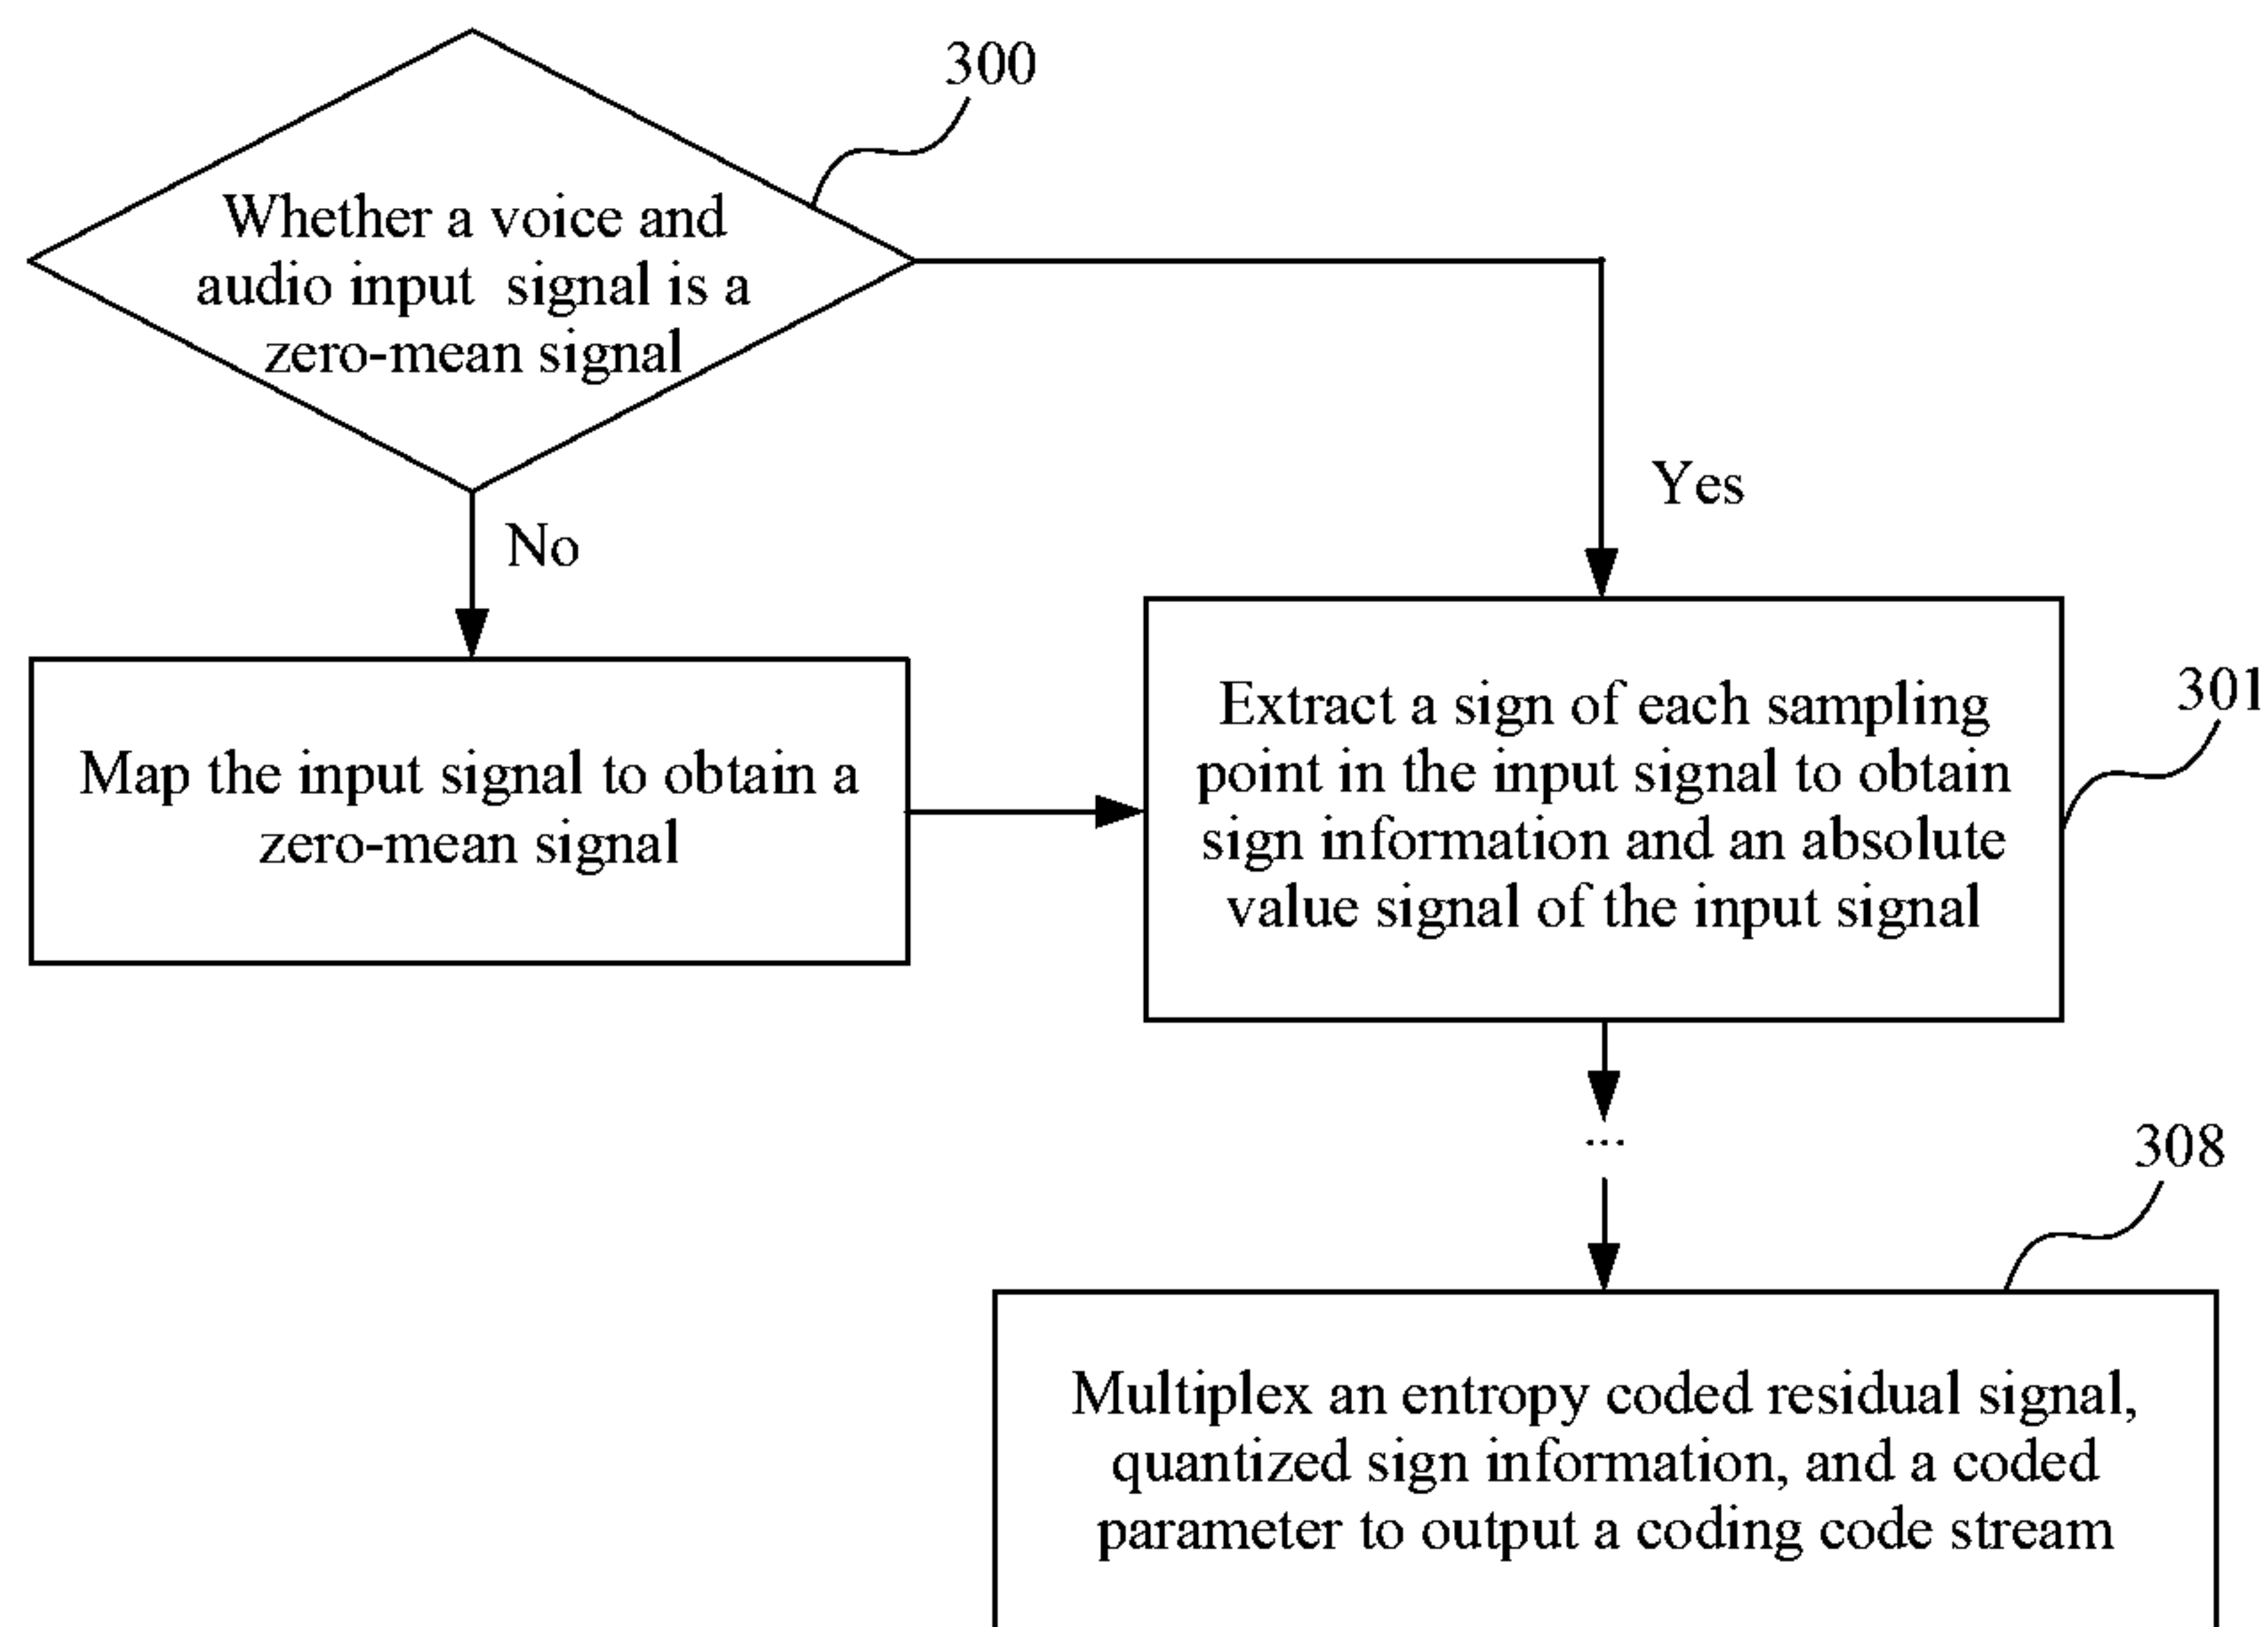 300
Whether a voice and
audio input signal is a
zero-mean signal
Yes
No
Map the input signal to obtain a
zero-mean signal
301
Extract a sign of each sampling
point in the input signal to obtain
sign information and an absolute
value signal of the input signal
...
308
Multiplex an entropy coded residual signal,
quantized sign information, and a coded
parameter to output a coding code stream